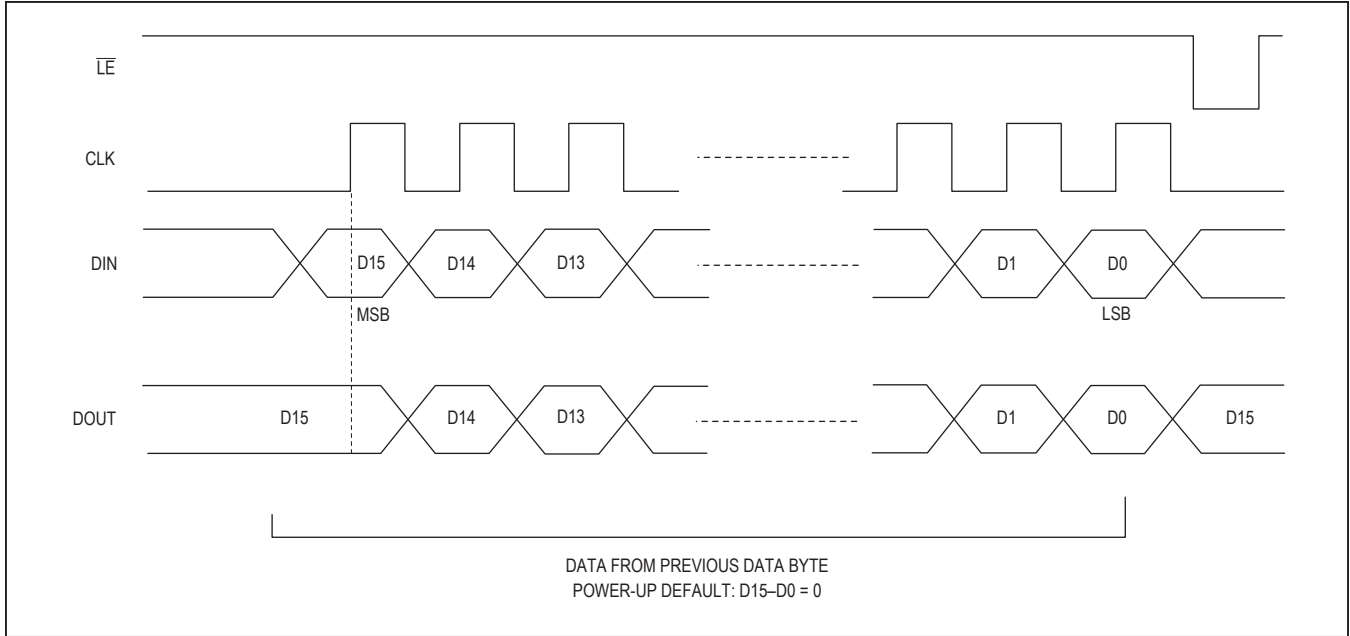 L̅E̅
CLK
DIN
D15
D14
D13
D1
D0
MSB
LSB
DOUT
D15
D14
D13
D1
D0
D15
DATA FROM PREVIOUS DATA BYTE
POWER-UP DEFAULT: D15–D0 = 0